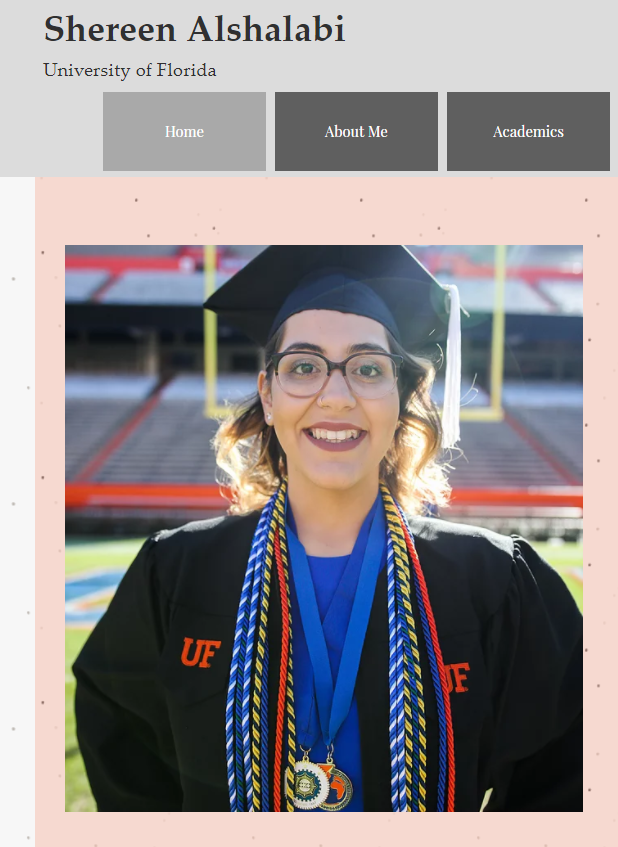 Shereen Alshalabi
University of Florida
Home
About Me
Academics
UF
UF